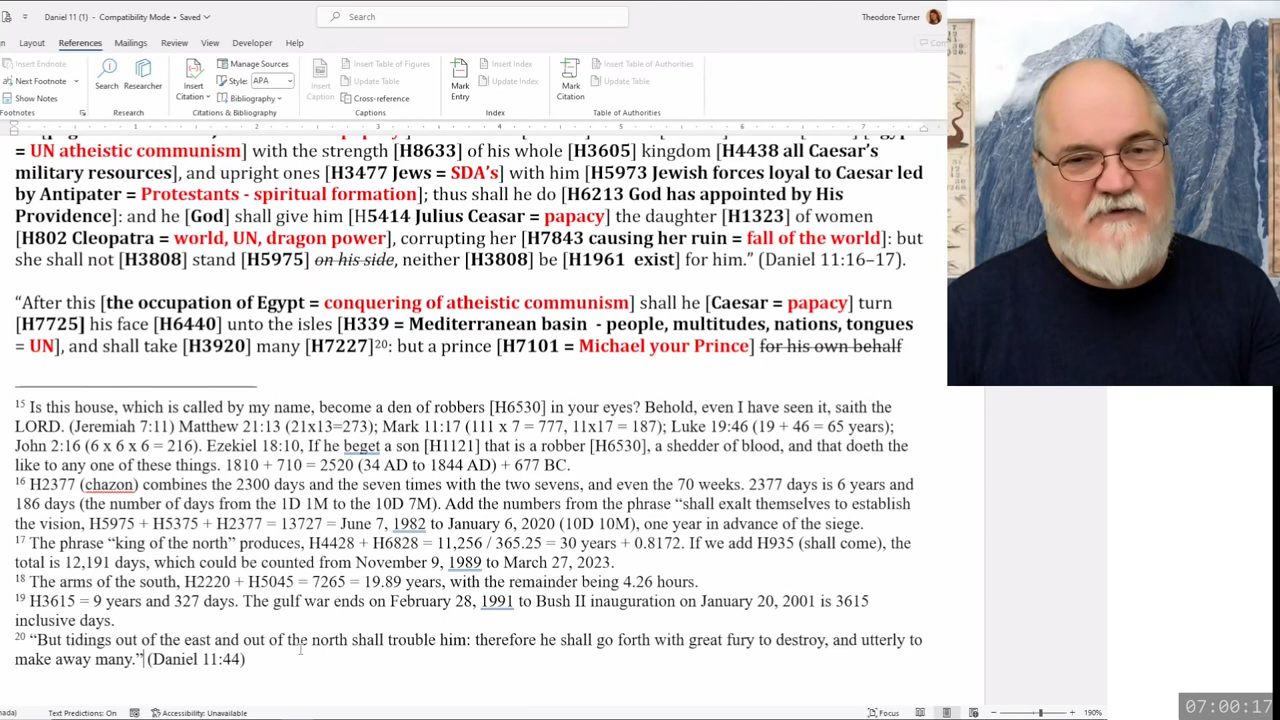 Daniel 11 (1) - Compatibility Mode • Saved
Search
Theodore Turner
Layout References Mailings Review View Developer Help
Insert Endnote
Next Footnote
Show Notes
Footnotes
Search
Researcher
Research
Insert Citation
Manage Sources
Style: APA
Bibliography
Citations & Bibliography
Insert Caption
Insert Table of Figures
Update Table
Cross-reference
Captions
Mark Entry
Insert Index
Update Index
Index
Mark Citation
Insert Table of Authorities
Update Table
Table of Authorities
= UN atheistic communism] with the strength [H8633] of his whole [H3605] kingdom [H4438 all Caesar's
military resources], and upright ones [H3477 Jews = SDA's] with him [H5973 Jewish forces loyal to Caesar led
by Antipater = Protestants - spiritual formation]; thus shall he do [H6213 God has appointed by His
Providence]: and he [God] shall give him [H5414 Julius Ceasar = papacy] the daughter [H1323] of women
[H802 Cleopatra = world, UN, dragon power], corrupting her [H7843 causing her ruin = fall of the world]: but
she shall not [H3808] stand [H5975] on his side, neither [H3808] be [H1961 exist] for him.” (Daniel 11:16–17).
“After this [the occupation of Egypt = conquering of atheistic communism] shall he [Caesar = papacy] turn
[H7725] his face [H6440] unto the isles [H339 = Mediterranean basin - people, multitudes, nations, tongues
= UN], and shall take [H3920] many [H7227]20: but a prince [H7101 = Michael your Prince] for his own behalf
15 Is this house, which is called by my name, become a den of robbers [H6530] in your eyes? Behold, even I have seen it, saith the
LORD. (Jeremiah 7:11) Matthew 21:13 (21x13=273); Mark 11:17 (111 x 7 = 777, 11x17 = 187); Luke 19:46 (19 + 46 = 65 years);
John 2:16 (6 x 6 x 6 = 216). Ezekiel 18:10, If he beget a son [H1121] that is a robber [H6530], a shedder of blood, and that doeth the
like to any one of these things. 1810 + 710 = 2520 (34 AD to 1844 AD) + 677 BC.
16 H2377 (chazon) combines the 2300 days and the seven times with the two sevens, and even the 70 weeks. 2377 days is 6 years and
186 days (the number of days from the 1D 1M to the 10D 7M). Add the numbers from the phrase “shall exalt themselves to establish
the vision, H5975 + H5375 + H2377 = 13727 = June 7, 1982 to January 6, 2020 (10D 10M), one year in advance of the siege.
17 The phrase “king of the north” produces, H4428 + H6828 = 11,256 / 365.25 = 30 years + 0.8172. If we add H935 (shall come), the
total is 12,191 days, which could be counted from November 9, 1989 to March 27, 2023.
18 The arms of the south, H2220 + H5045 = 7265 = 19.89 years, with the remainder being 4.26 hours.
19 H3615 = 9 years and 327 days. The gulf war ends on February 28, 1991 to Bush II inauguration on January 20, 2001 is 3615
inclusive days.
20 “But tidings out of the east and out of the north shall trouble him: therefore he shall go forth with great fury to destroy, and utterly to
make away many.” (Daniel 11:44)
Text Predictions: On
Accessibility: Unavailable
Focus
190%
07:00:17